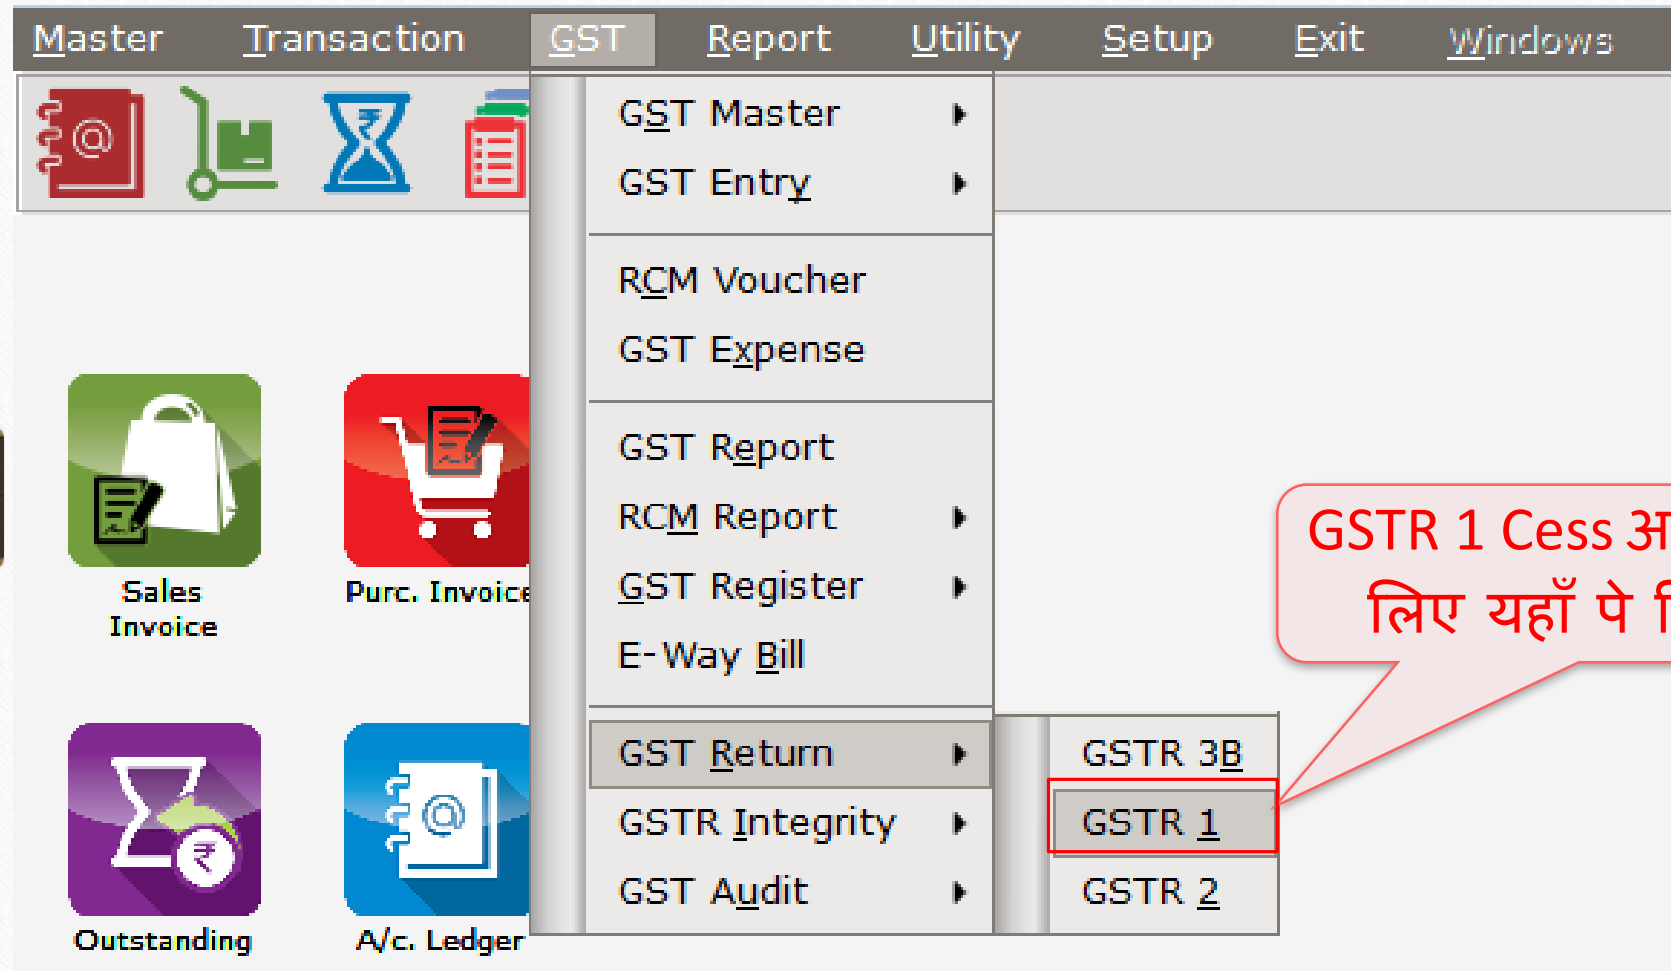 Master Transaction GST Report Utility Setup Exit Windows
GST Master
GST Entry
RCM Voucher
GST Expense
GST Report
RCM Report
GST Register
E-Way Bill
GST Return
GSTR Integrity
GST Audit
GSTR 3B
GSTR 1
GSTR 2
Sales
Invoice
Purc. Invoice
Outstanding
A/c. Ledger
GSTR 1 Cess
लिए यहाँ पे